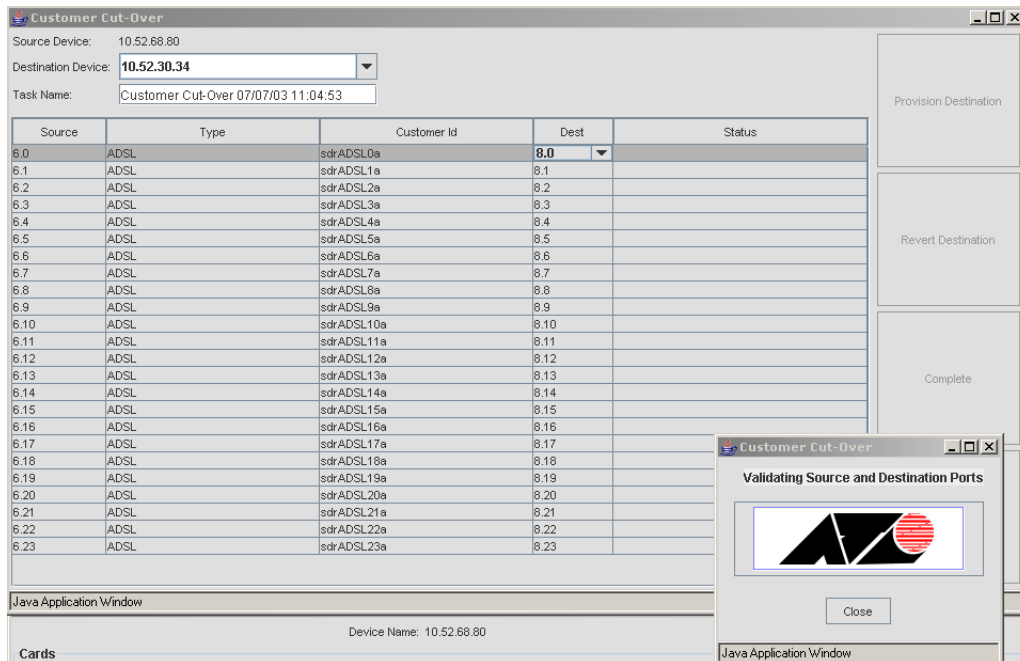 Customer Cut-Over
Source Device: 10.52.68.80
Destination Device: 10.52.30.34
Task Name: Customer Cut-Over 07/07/03 11:04:53
Provision Destination
Source Type Customer Id Dest Status
6.0 ADSL sdrADSL0a 8.0
6.1 ADSL sdrADSL1a 8.1
6.2 ADSL sdrADSL2a 8.2
6.3 ADSL sdrADSL3a 8.3
6.4 ADSL sdrADSL4a 8.4
6.5 ADSL sdrADSL5a 8.5
Revert Destination
6.6 ADSL sdrADSL6a 8.6
6.7 ADSL sdrADSL7a 8.7
6.8 ADSL sdrADSL8a 8.8
6.9 ADSL sdrADSL9a 8.9
6.10 ADSL sdrADSL10a 8.10
6.11 ADSL sdrADSL11a 8.11
6.12 ADSL sdrADSL12a 8.12
6.13 ADSL sdrADSL13a 8.13
Complete
6.14 ADSL sdrADSL14a 8.14
6.15 ADSL sdrADSL15a 8.15
6.16 ADSL sdrADSL16a 8.16
6.17 ADSL sdrADSL17a 8.17
6.18 ADSL sdrADSL18a 8.18
6.19 ADSL sdrADSL19a 8.19
6.20 ADSL sdrADSL20a 8.20
6.21 ADSL sdrADSL21a 8.21
6.22 ADSL sdrADSL22a 8.22
6.23 ADSL sdrADSL23a 8.23
Java Application Window
Customer Cut-Over
Validating Source and Destination Ports
Close
Java Application Window
Device Name: 10.52.68.80
Cards